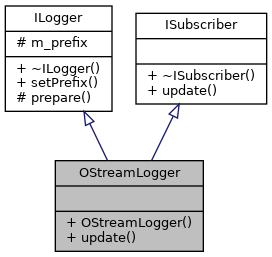 ILogger
# m_prefix
+ ~ILogger()
+ setPrefix()
# prepare()
ISubscriber
+ ~ISubscriber()
+ update()
OStreamLogger
+ OStreamLogger()
+ update()